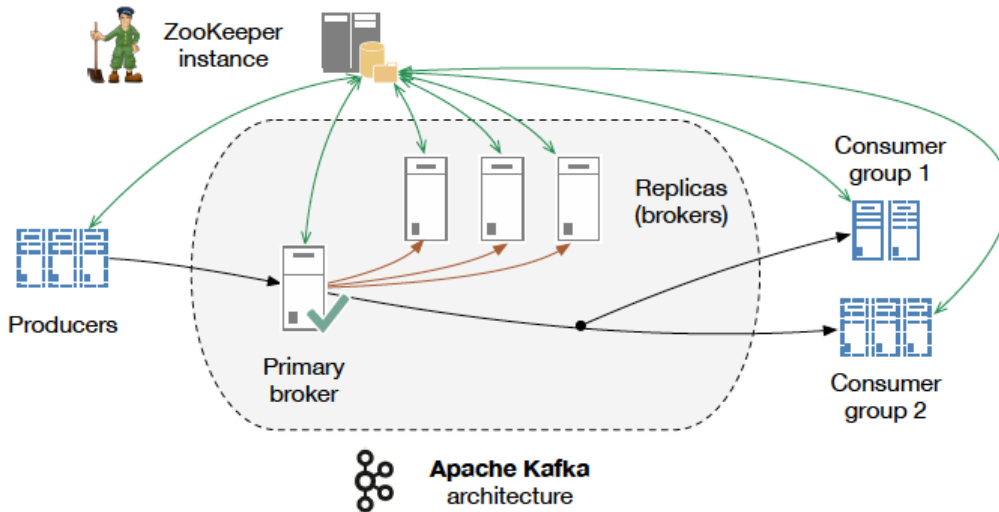 ZooKeeper
instance
Consumer
group 1
Replicas
(brokers)
Producers
Primary
broker
Consumer
group 2
Apache Kafka
architecture